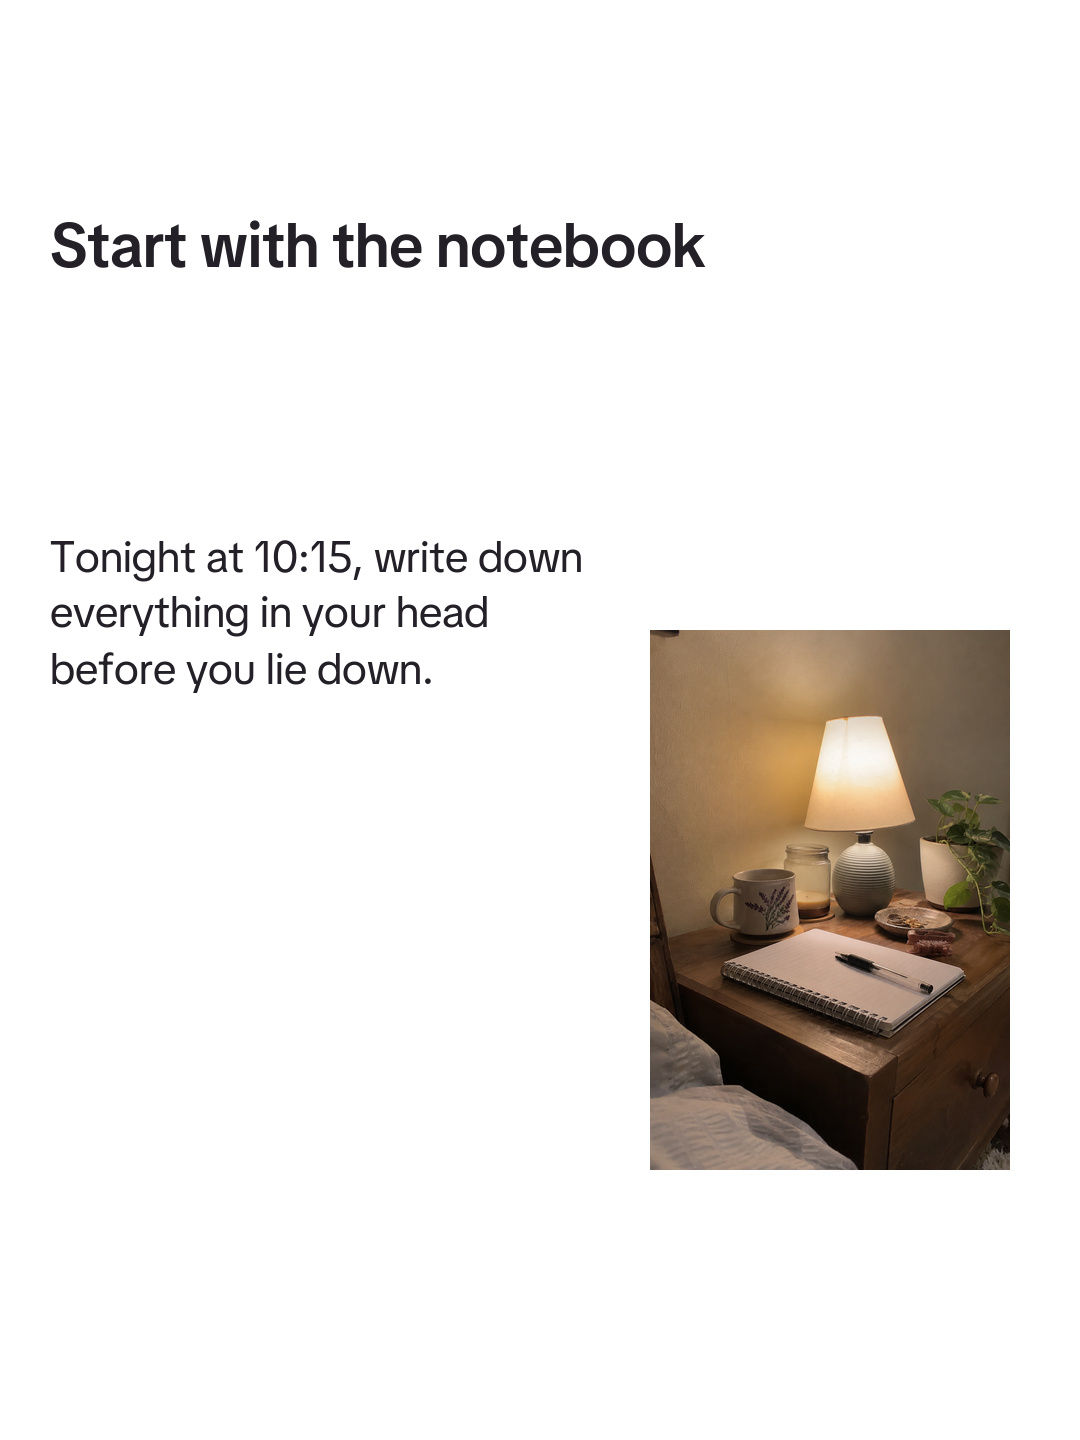 Start with the notebook
Tonight at 10:15, write down
everything in your head
before you lie down.